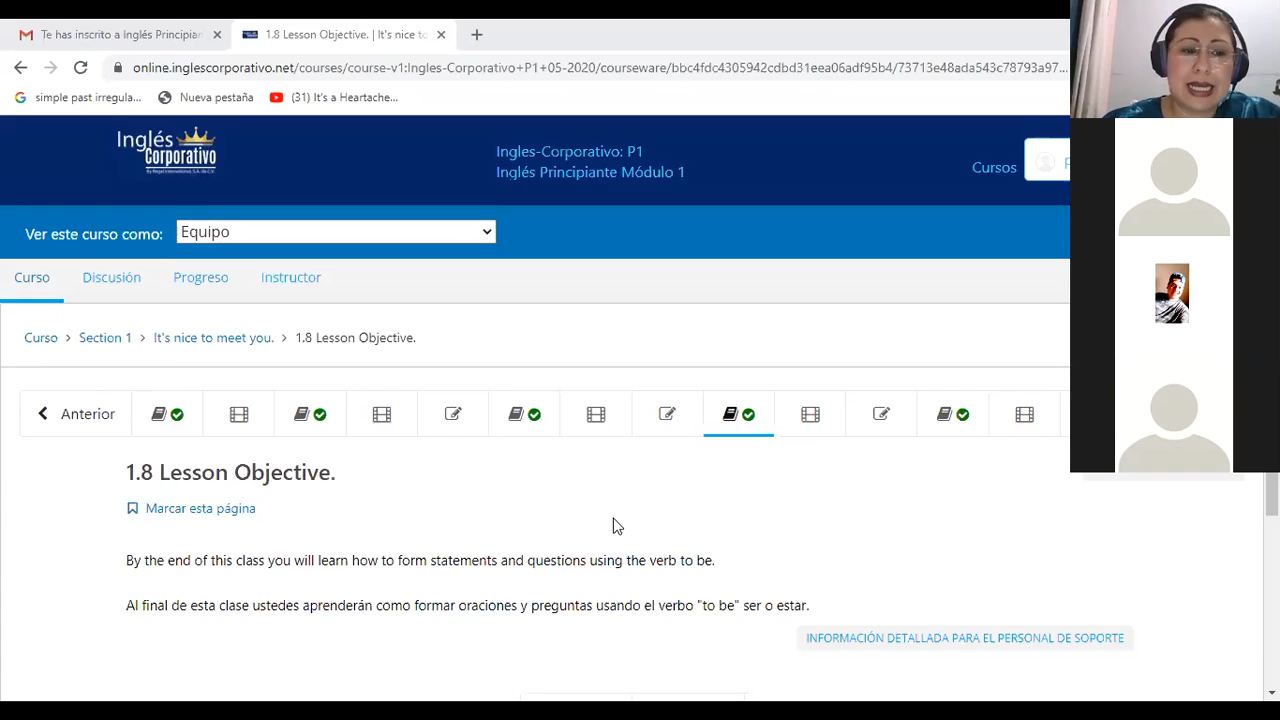 Te has inscrito a Inglés Principian
1.8 Lesson Objective. | It's nice to
online.inglescorporativo.net/courses/course-v1:Ingles-Corporativo+P1+05-2020/courseware/bbc4fdc4305942cdbd31eea06adf95b4/73713e48ada543c78793a97...
simple past irregula...
Nueva pestaña
(31) It's a Heartache...
Inglés Corporativo
By Regal International, S.A. de C.V.
Ingles-Corporativo: P1
Inglés Principiante Módulo 1
Cursos
Ver este curso como:
Equipo
Curso
Discusión
Progreso
Instructor
Curso > Section 1 > It's nice to meet you. > 1.8 Lesson Objective.
Anterior
1.8 Lesson Objective.
Marcar esta página
By the end of this class you will learn how to form statements and questions using the verb to be.
Al final de esta clase ustedes aprenderán como formar oraciones y preguntas usando el verbo "to be" ser o estar.
INFORMACIÓN DETALLADA PARA EL PERSONAL DE SOPORTE